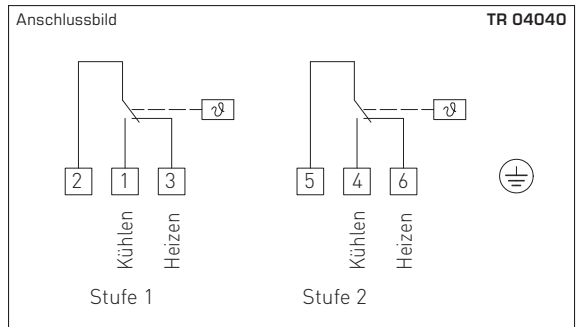 Anschlussbild TR 04040
ϑ ϑ
2 1 3 5 4 6
Kühlen Heizen Kühlen Heizen
Stufe 1 Stufe 2